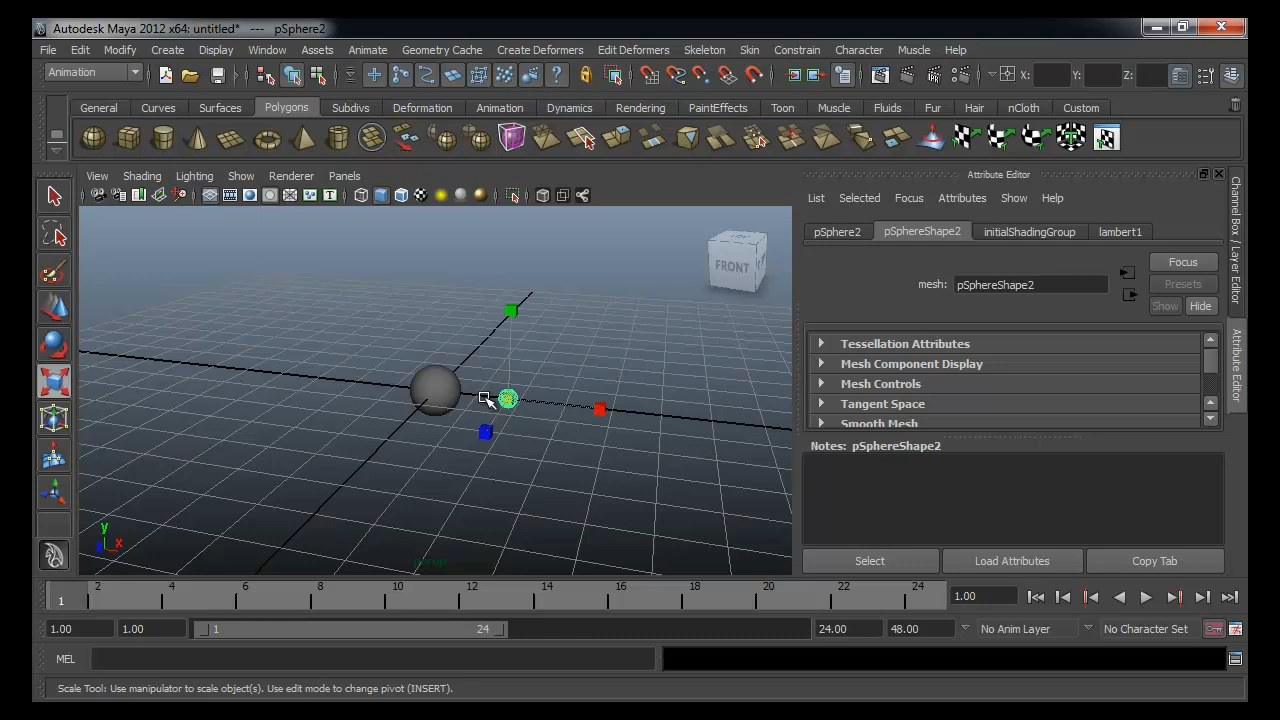 Autodesk Maya 2012 x64: untitled* --- pSphere2
File Edit Modify Create Display Window Assets Animate Geometry Cache Create Deformers Edit Deformers Skeleton Skin Constrain Character Muscle Help
Animation X: Y: Z:
General Curves Surfaces Polygons Subdivs Deformation Animation Dynamics Rendering PaintEffects Toon Muscle Fluids Fur Hair nCloth Custom
View Shading Lighting Show Renderer Panels
Attribute Editor
List Selected Focus Attributes Show Help
pSphere2 pSphereShape2 initialShadingGroup lambert1
Focus
mesh: pSphereShape2 Presets
Show Hide
FRONT
Tessellation Attributes
Mesh Component Display
Mesh Controls
Tangent Space
Smooth Mesh
Notes: pSphereShape2
Select Load Attributes Copy Tab
Channel Box / Layer Editor
Attribute Editor
y
z x
persp
2 4 6 8 10 12 14 16 18 20 22 24
1 1.00
1.00 1.00 1 24 24.00 48.00 No Anim Layer No Character Set
MEL
Scale Tool: Use manipulator to scale object(s). Use edit mode to change pivot (INSERT).